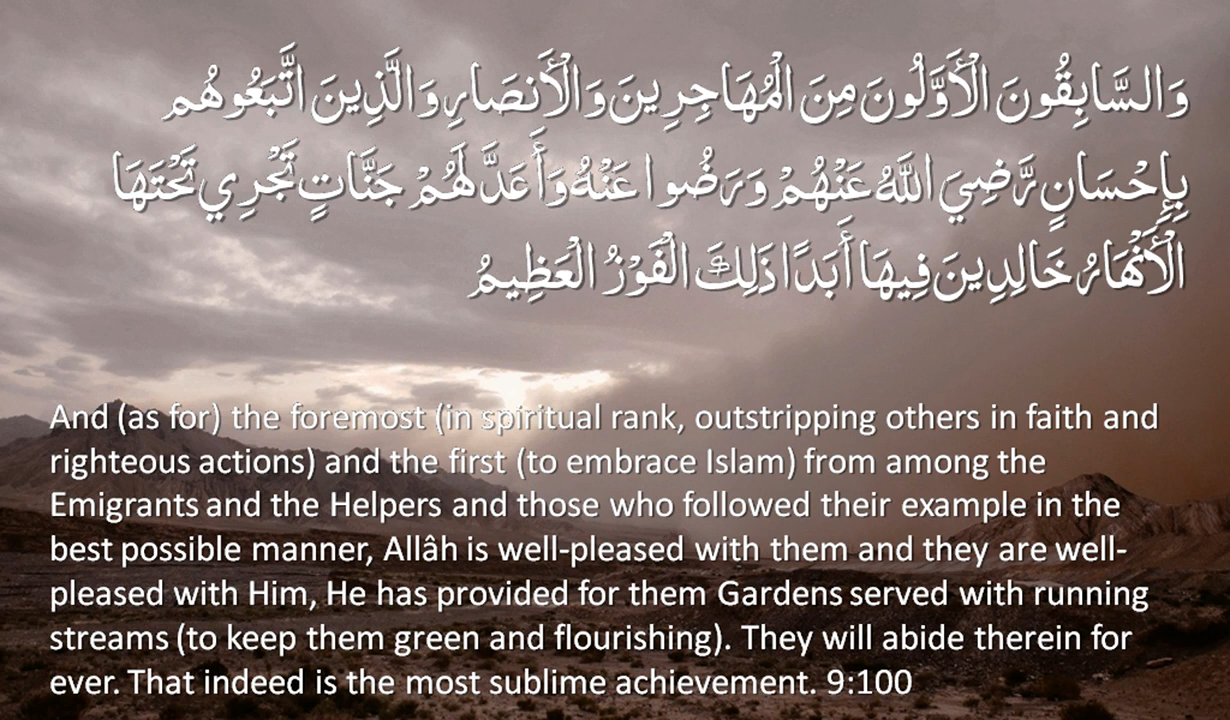 وَالسَّابِقُونَ الْأَوَّلُونَ مِنَ الْمُهَاجِرِينَ وَالْأَنصَارِ وَالَّذِينَ اتَّبَعُوهُم
بِإِحْسَانٍ رَّضِيَ اللَّهُ عَنْهُمْ وَرَضُوا عَنْهُ وَأَعَدَّ لَهُمْ جَنَّاتٍ تَجْرِي تَحْتَهَا
الْأَنْهَارُ خَالِدِينَ فِيهَا أَبَدًا ذَٰلِكَ الْفَوْزُ الْعَظِيمُ
And (as for) the foremost (in spiritual rank, outstripping others in faith and
righteous actions) and the first (to embrace Islam) from among the
Emigrants and the Helpers and those who followed their example in the
best possible manner, Allâh is well-pleased with them and they are well-
pleased with Him, He has provided for them Gardens served with running
streams (to keep them green and flourishing). They will abide therein for
ever. That indeed is the most sublime achievement. 9:100